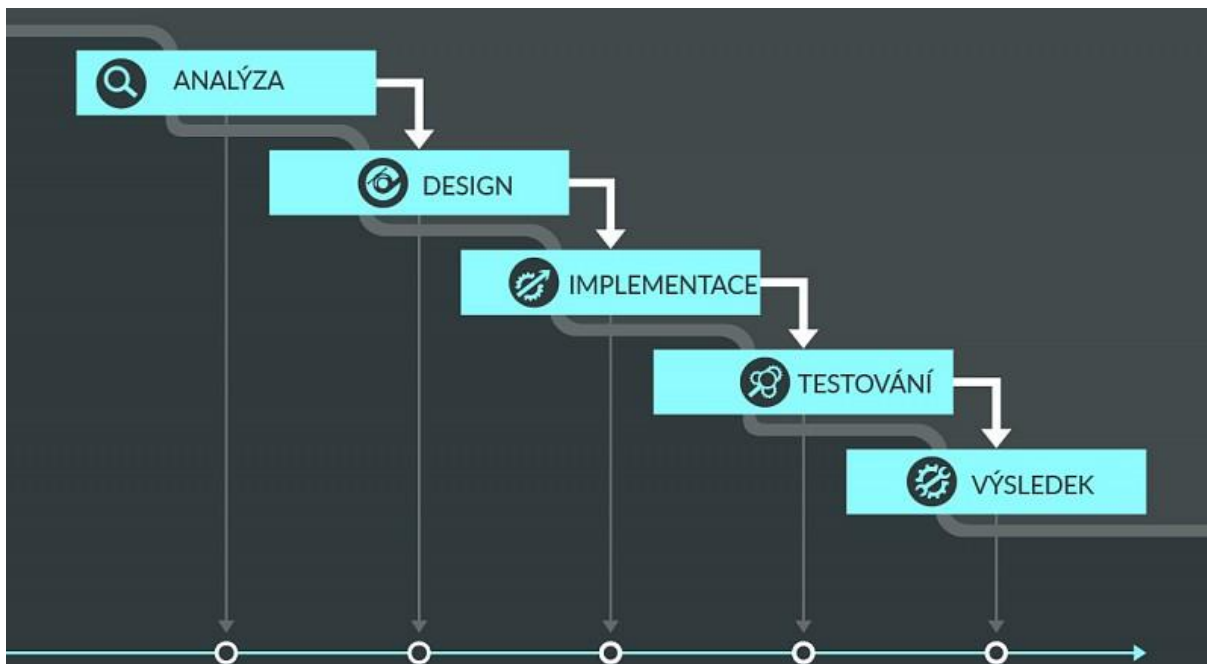 ANALÝZA
DESIGN
IMPLEMENTACE
TESTOVÁNÍ
VÝSLEDEK